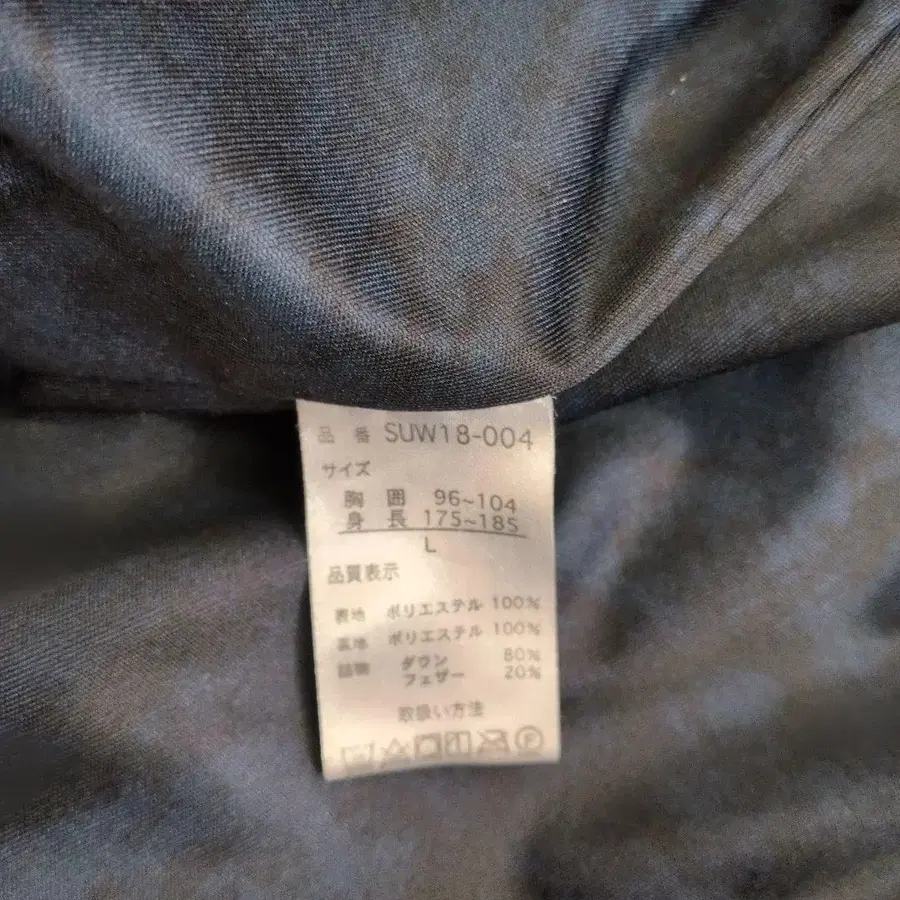 品 番 SUW18-004
サイズ
胸 囲 96~104
身 長 175~185
L
品質表示
表地 ポリエステル 100%
裏地 ポリエステル 100%
詰物 ダウン 80%
フェザー 20%
取扱い方法
P